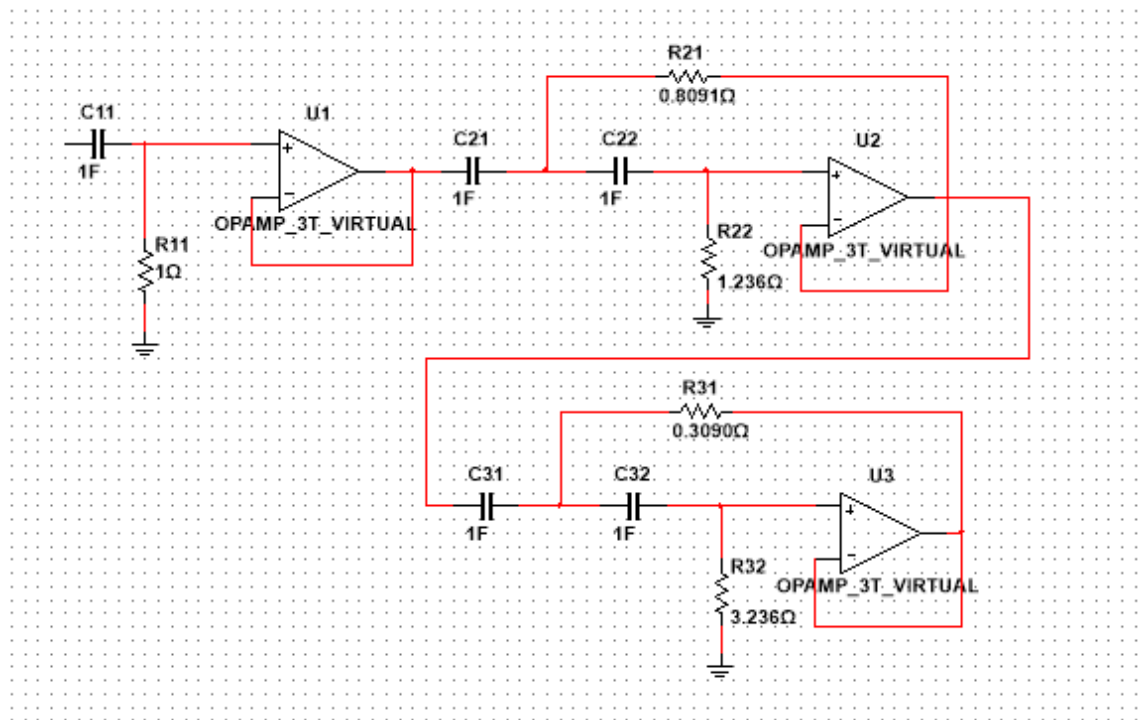 R21
0.8091Ω
C11
U1
1F
C21
C22
U2
1F
1F
OPAMP_3T_VIRTUAL
R11
1Ω
R22
1.236Ω
OPAMP_3T_VIRTUAL
R31
0.3090Ω
C31
C32
U3
1F
1F
R32
3.236Ω
OPAMP_3T_VIRTUAL